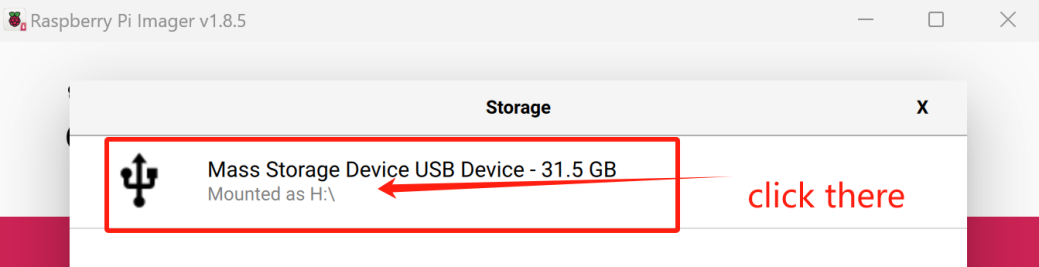 Raspberry Pi Imager v1.8.5
Storage
X
Mass Storage Device USB Device - 31.5 GB
Mounted as H:\
click there